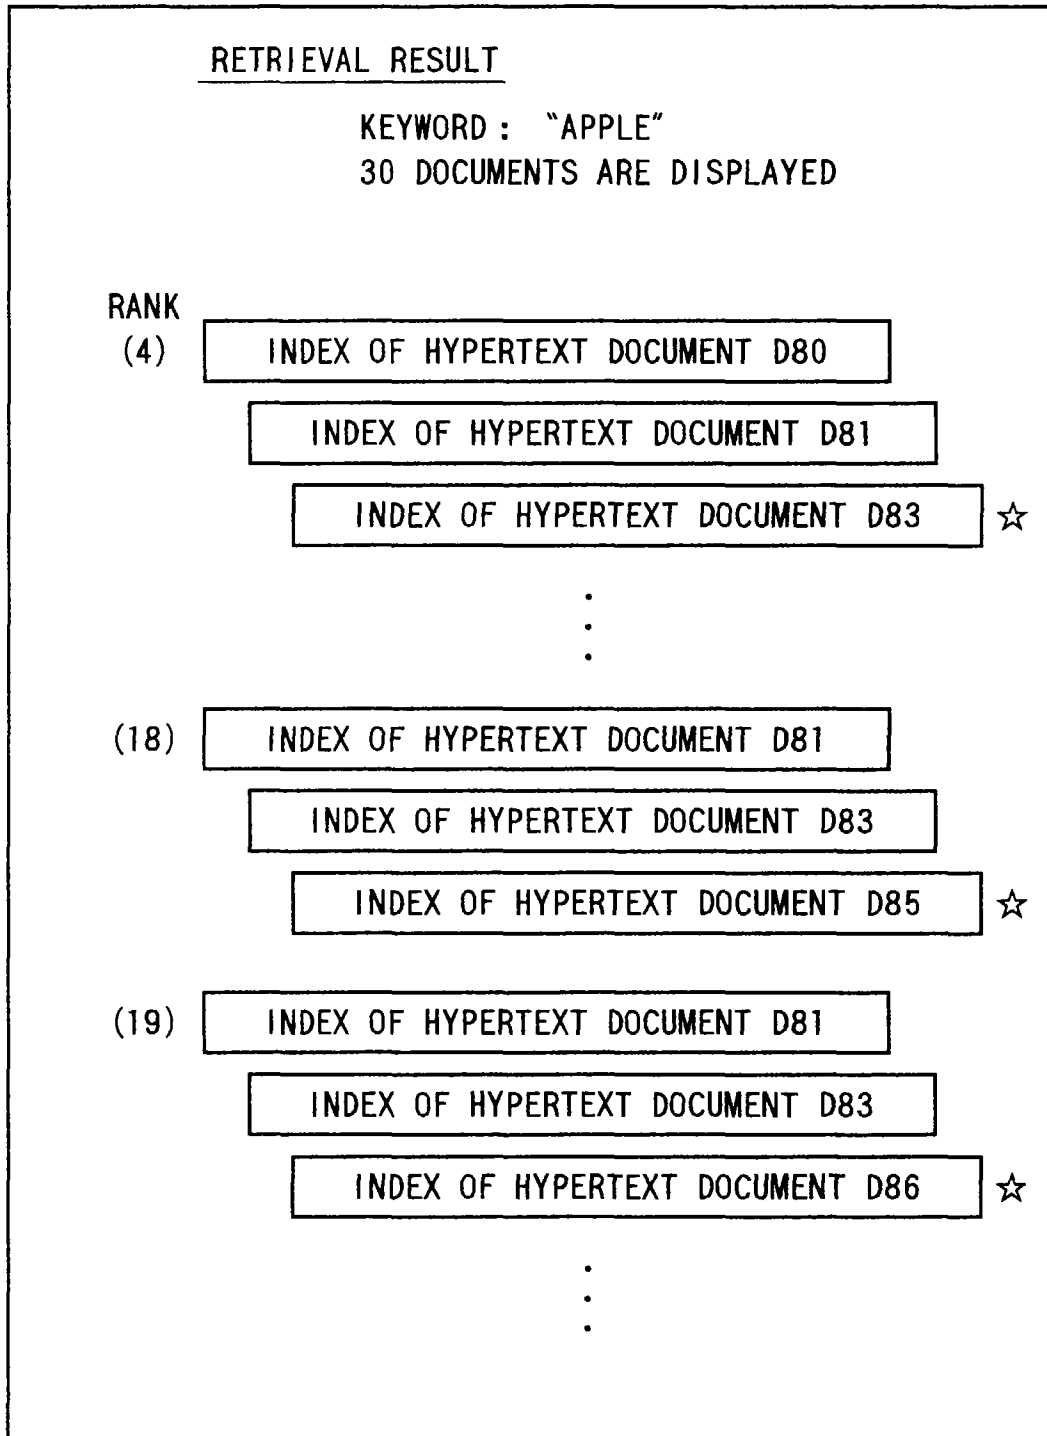 RETRIEVAL RESULT
KEYWORD : "APPLE"
30 DOCUMENTS ARE DISPLAYED
RANK
(4) INDEX OF HYPERTEXT DOCUMENT D80
INDEX OF HYPERTEXT DOCUMENT D81
INDEX OF HYPERTEXT DOCUMENT D83 ☆
(18) INDEX OF HYPERTEXT DOCUMENT D81
INDEX OF HYPERTEXT DOCUMENT D83
INDEX OF HYPERTEXT DOCUMENT D85 ☆
(19) INDEX OF HYPERTEXT DOCUMENT D81
INDEX OF HYPERTEXT DOCUMENT D83
INDEX OF HYPERTEXT DOCUMENT D86 ☆